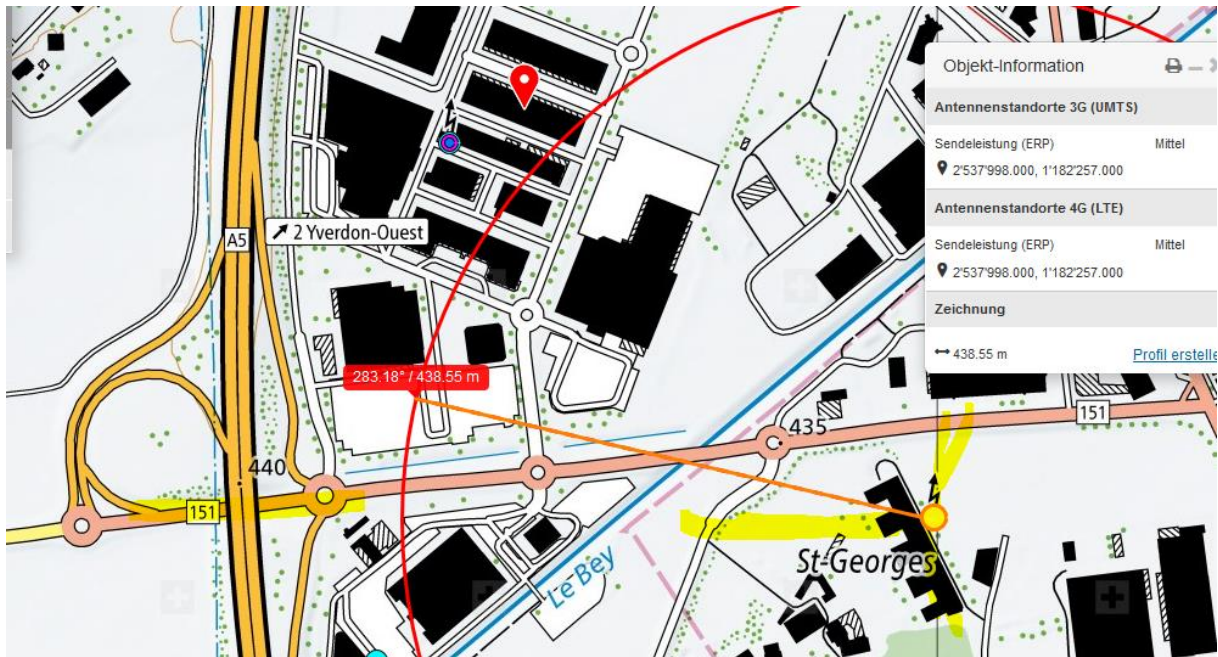 Objekt-Information
Antennenstandorte 3G (UMTS)
Sendeleistung (ERP) Mittel
2'537'998.000, 1'182'257.000
Antennenstandorte 4G (LTE)
Sendeleistung (ERP) Mittel
2'537'998.000, 1'182'257.000
Zeichnung
438.55 m Profil erstelle
A5
2 Yverdon-Ouest
283.18° / 438.55 m
151
435
440
151
Le Bey
St-Georges